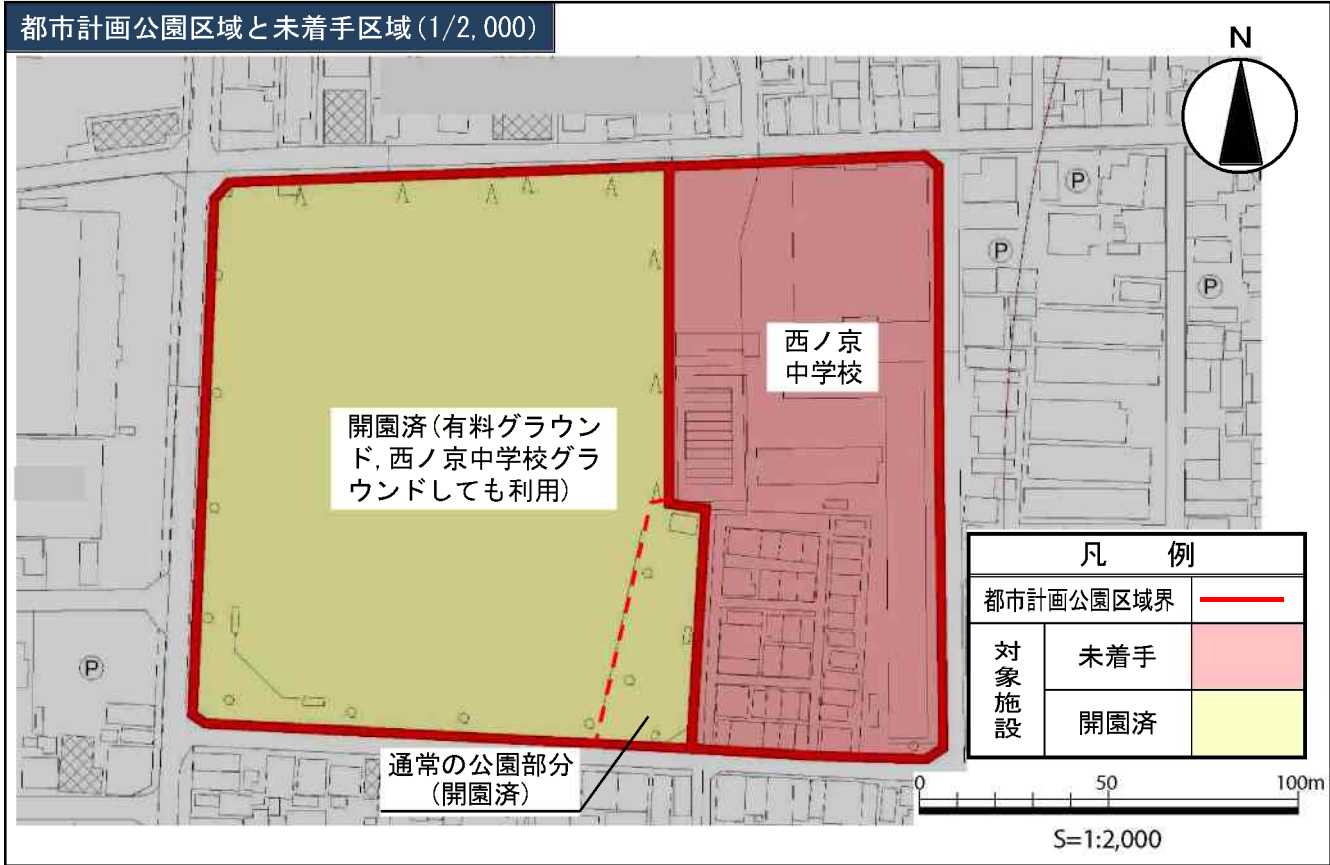 都市計画公園区域と未着手区域(1/2,000)
N
P
P
P
西ノ京
中学校
開園済(有料グラウン
ド,西ノ京中学校グラ
ウンドしても利用)
凡 例
都市計画公園区域界
対象施設
未着手
開園済
P
通常の公園部分
(開園済)
0 50 100m
S=1:2,000